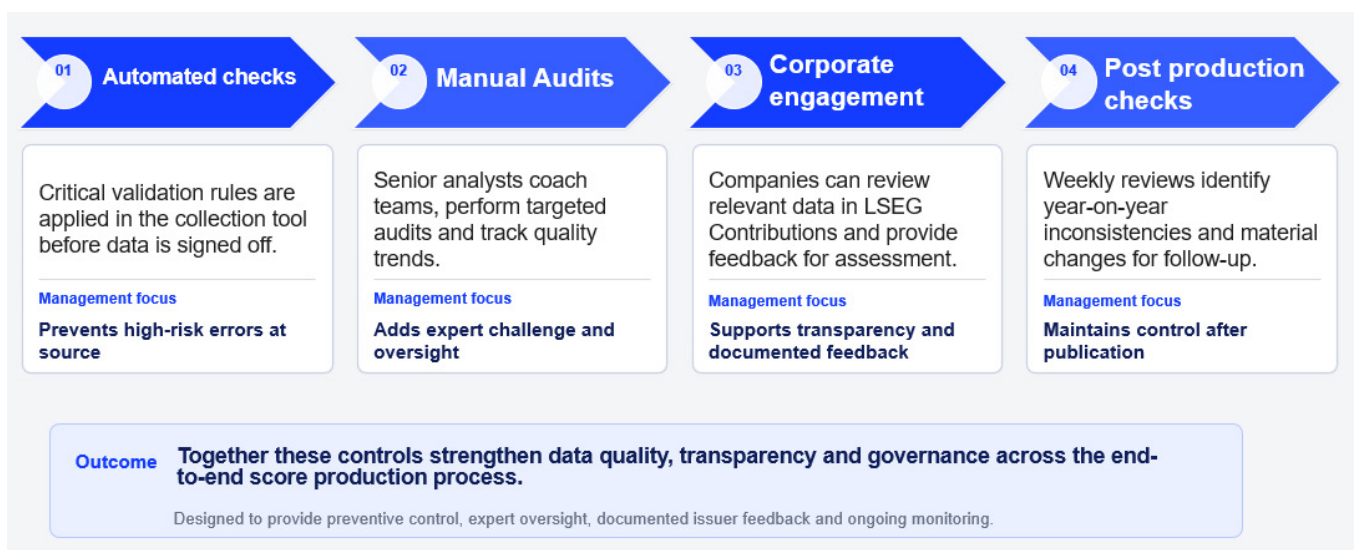 01
Automated checks
Critical validation rules are
applied in the collection tool
before data is signed off.
Management focus
Prevents high-risk errors at
source
02
Manual Audits
Senior analysts coach
teams, perform targeted
audits and track quality
trends.
Management focus
Adds expert challenge and
oversight
03
Corporate
engagement
Companies can review
relevant data in LSEG
Contributions and provide
feedback for assessment.
Management focus
Supports transparency and
documented feedback
04
Post production
checks
Weekly reviews identify
year-on-year
inconsistencies and material
changes for follow-up.
Management focus
Maintains control after
publication
Outcome
Together these controls strengthen data quality, transparency and governance across the end-
to-end score production process.
Designed to provide preventive control, expert oversight, documented issuer feedback and ongoing monitoring.